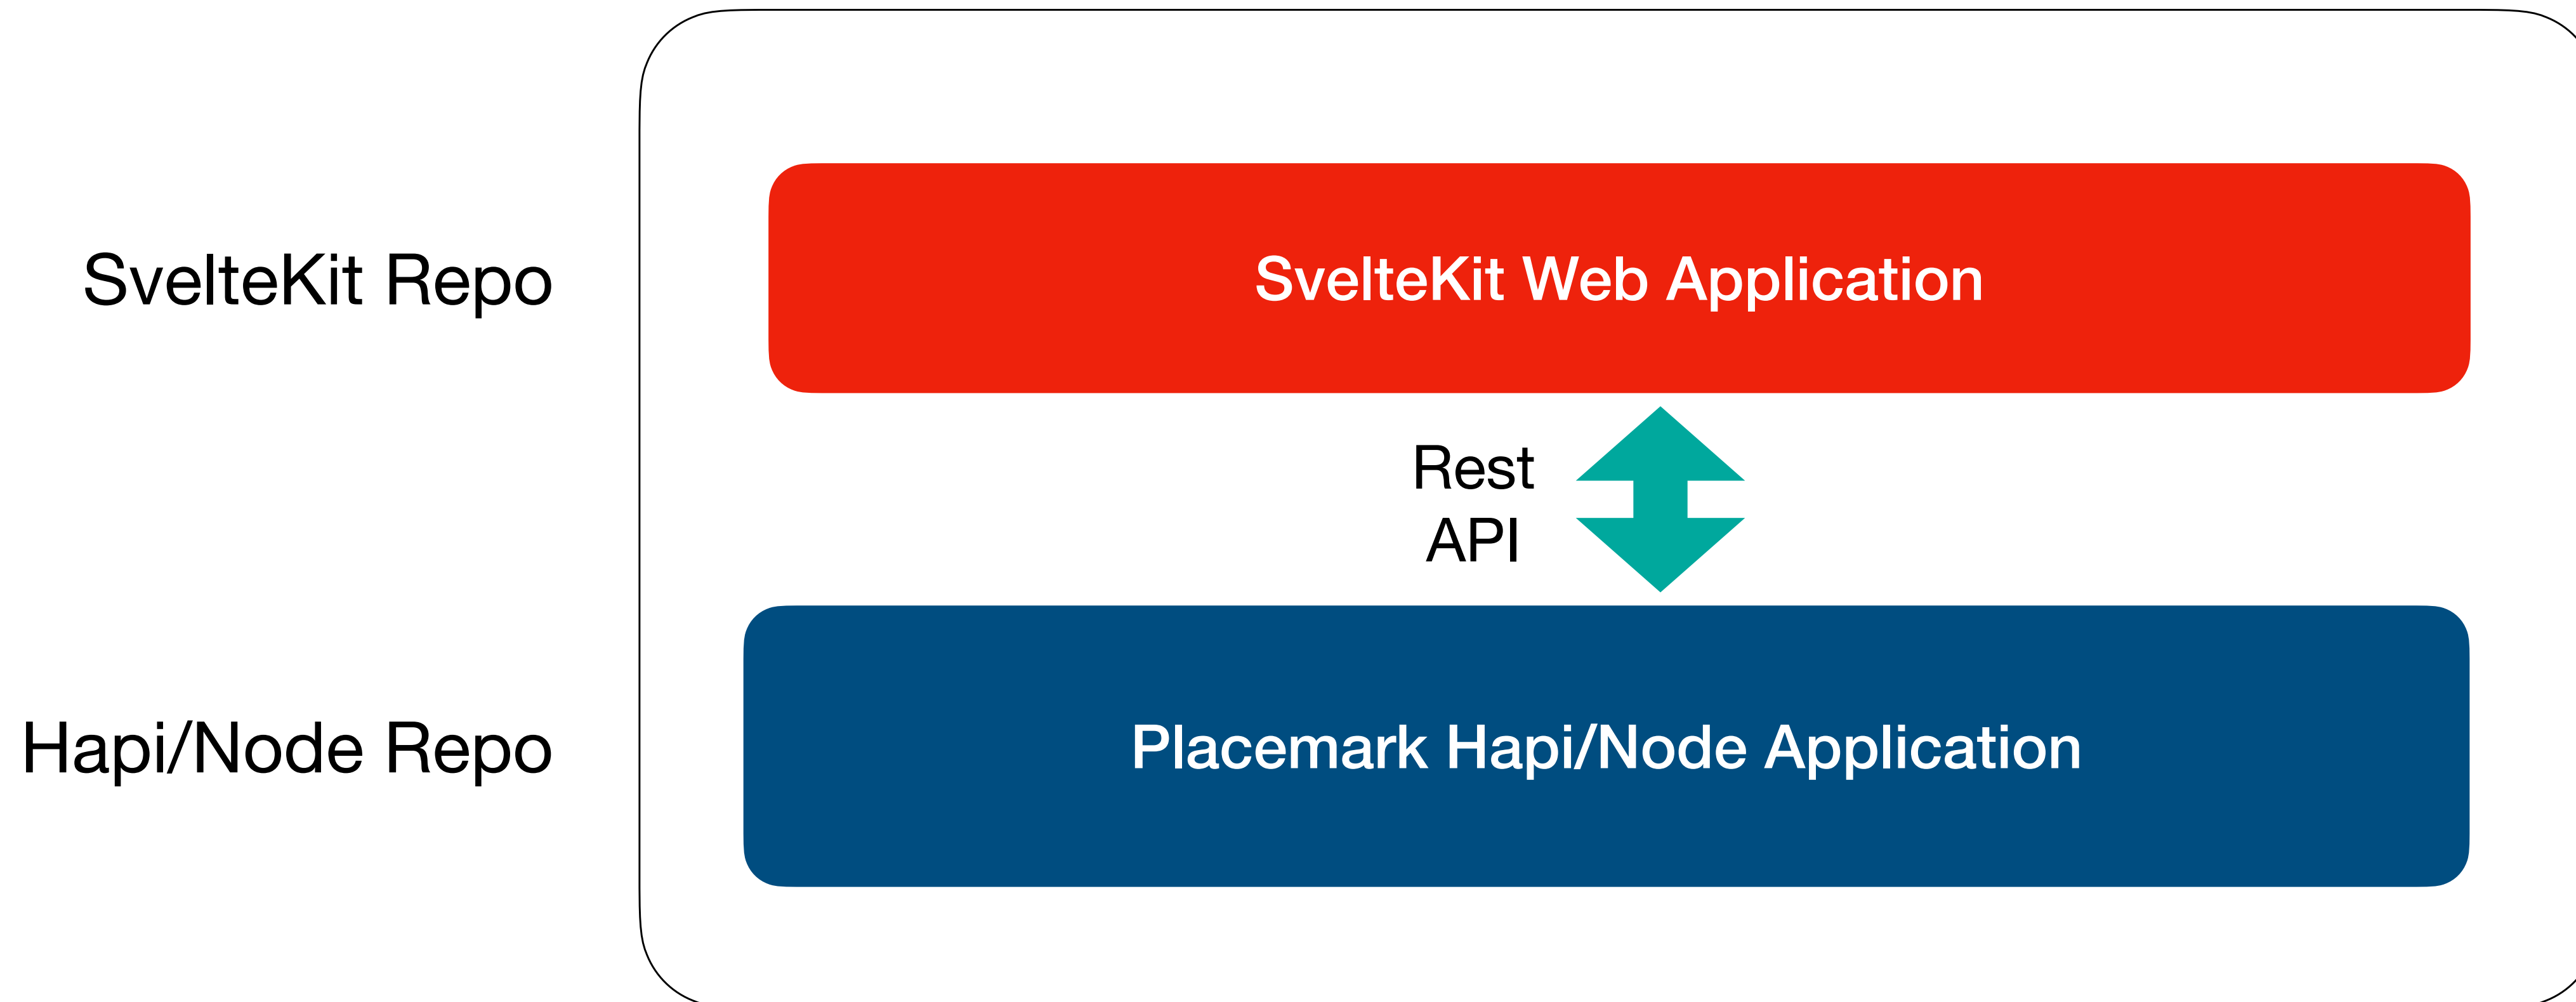 SvelteKit Repo
SvelteKit Web Application
Rest
API
Hapi/Node Repo
Placemark Hapi/Node Application